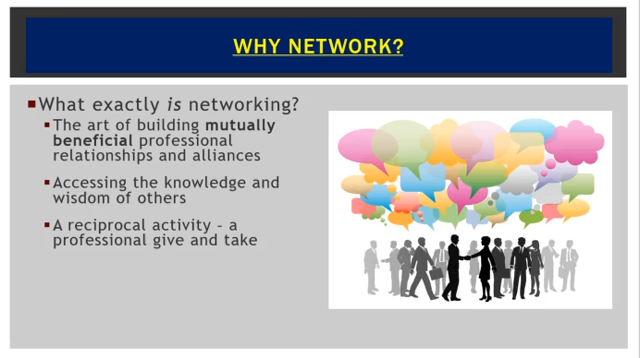 WHY NETWORK?
What exactly is networking?
The art of building mutually
beneficial professional
relationships and alliances
Accessing the knowledge and
wisdom of others
A reciprocal activity – a
professional give and take